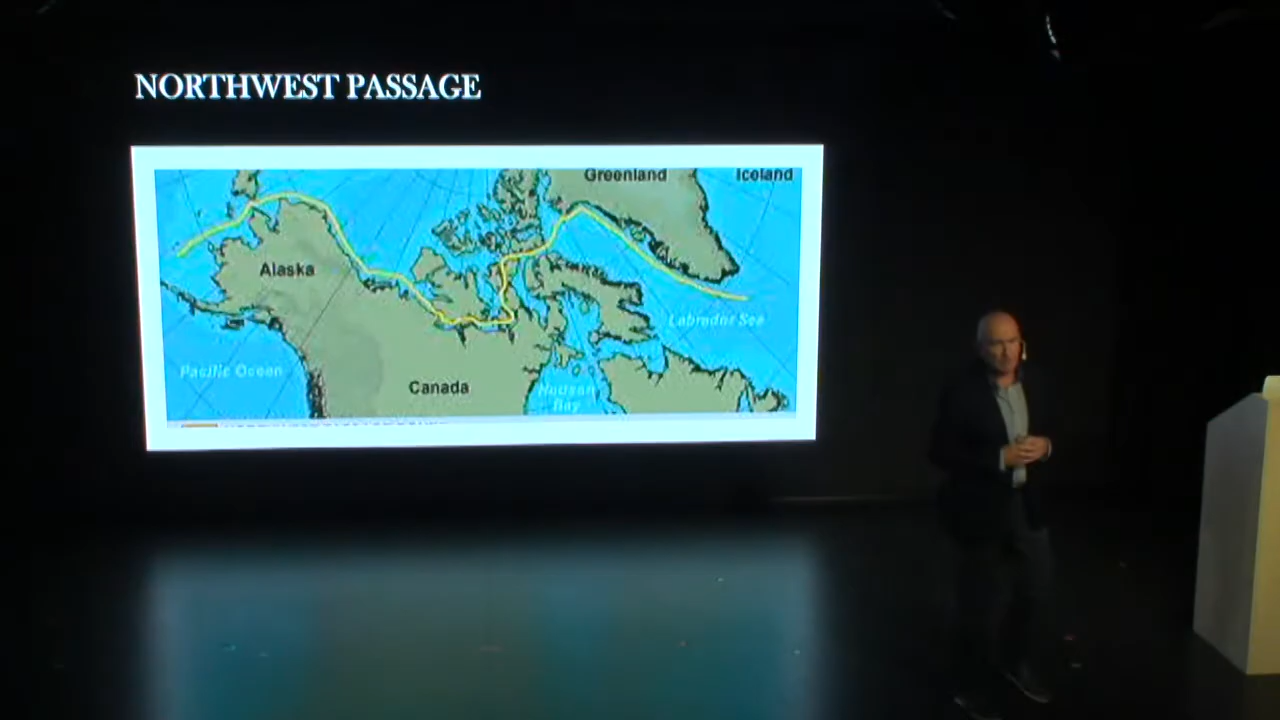 NORTHWEST PASSAGE
Greenland
Iceland
Alaska
Labrador Sea
Pacific Ocean
Canada
Hudson
Bay